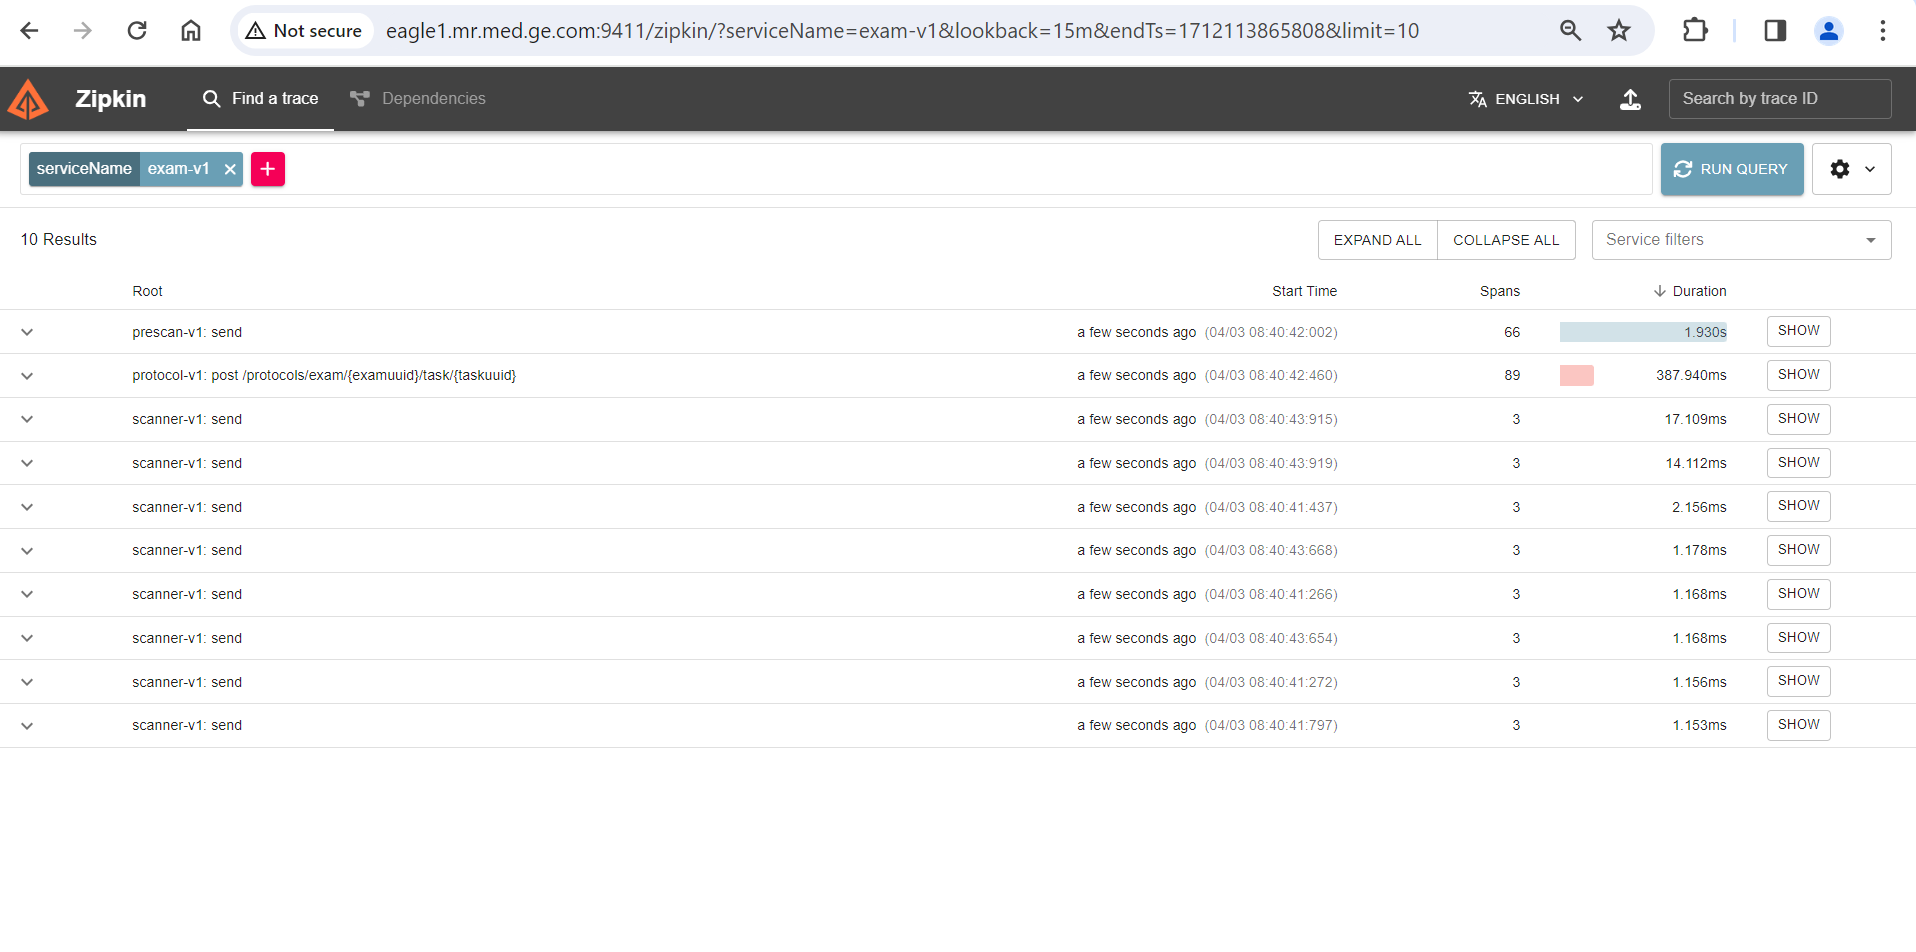 Not secure eagle1.mr.med.ge.com:9411/zipkin/?serviceName=exam-v1&lookback=15m&endTs=1712113865808&limit=10
Zipkin Find a trace Dependencies ENGLISH Search by trace ID
serviceName exam-v1 RUN QUERY
10 Results EXPAND ALL COLLAPSE ALL Service filters
Root Start Time Spans Duration
prescan-v1: send a few seconds ago (04/03 08:40:42:002) 66 1.930s SHOW
protocol-v1: post /protocols/exam/{examuuid}/task/{taskuuid} a few seconds ago (04/03 08:40:42:460) 89 387.940ms SHOW
scanner-v1: send a few seconds ago (04/03 08:40:43:915) 3 17.109ms SHOW
scanner-v1: send a few seconds ago (04/03 08:40:43:919) 3 14.112ms SHOW
scanner-v1: send a few seconds ago (04/03 08:40:41:437) 3 2.156ms SHOW
scanner-v1: send a few seconds ago (04/03 08:40:43:668) 3 1.178ms SHOW
scanner-v1: send a few seconds ago (04/03 08:40:41:266) 3 1.168ms SHOW
scanner-v1: send a few seconds ago (04/03 08:40:43:654) 3 1.168ms SHOW
scanner-v1: send a few seconds ago (04/03 08:40:41:272) 3 1.156ms SHOW
scanner-v1: send a few seconds ago (04/03 08:40:41:797) 3 1.153ms SHOW